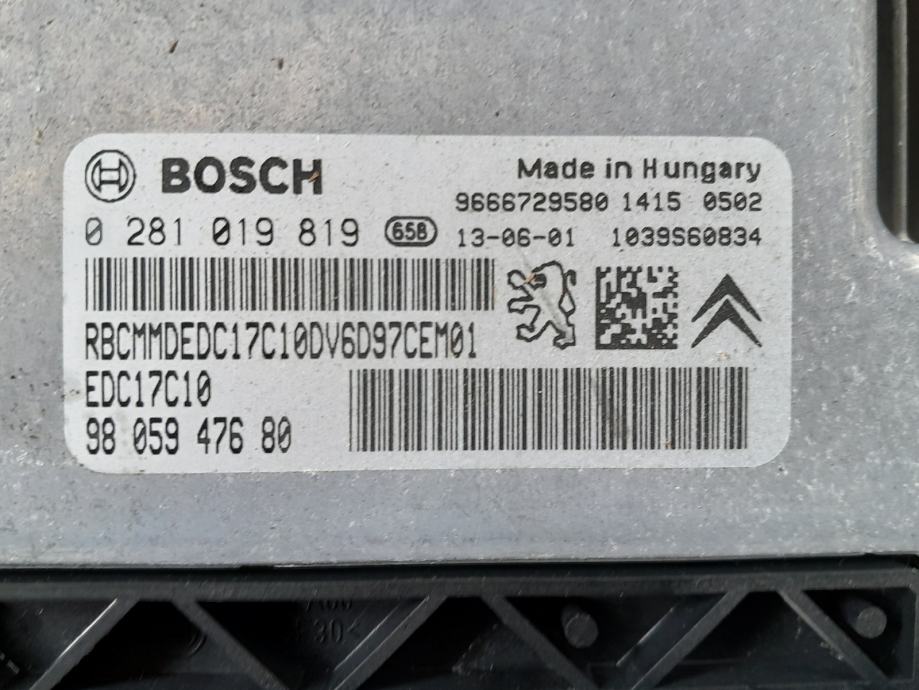 BOSCH
Made in Hungary
9666729580 1415 0502
0 281 019 819 65B 13-06-01 1039S60834
RBCMMDEDC17C10DV6D97CEM01
EDC17C10
98 059 476 80